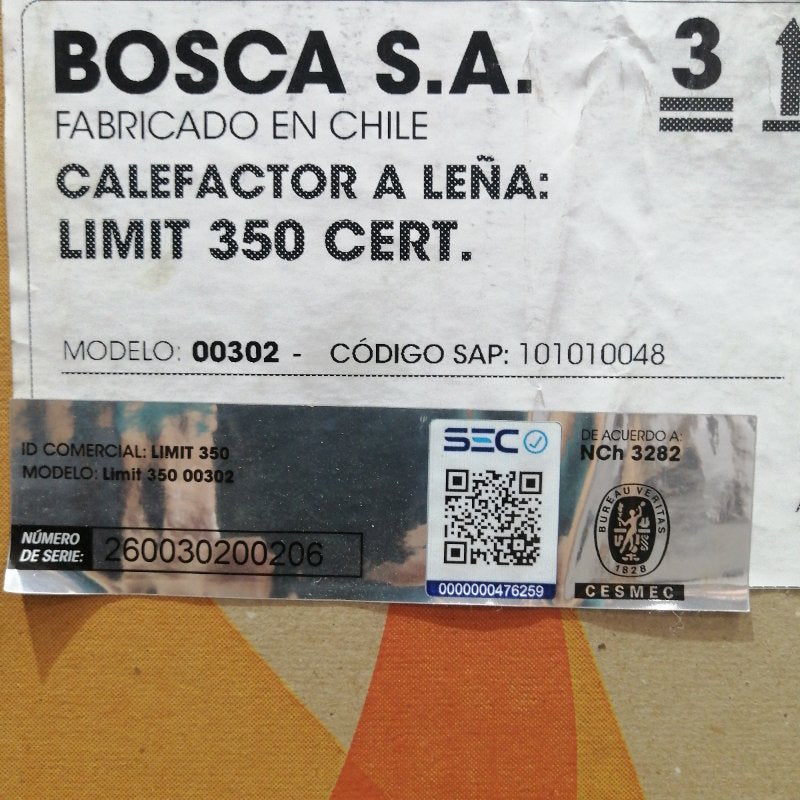 BOSCA S.A.
3
FABRICADO EN CHILE
CALEFACTOR A LEÑA:
LIMIT 350 CERT.
MODELO: 00302 - CÓDIGO SAP: 101010048
ID COMERCIAL: LIMIT 350
MODELO: Limit 350 00302
NÚMERO
DE SERIE:
260030200206
SEC
0000000476259
DE ACUERDO A:
NCh 3282
BUREAU VERITAS
1828
CESMEC